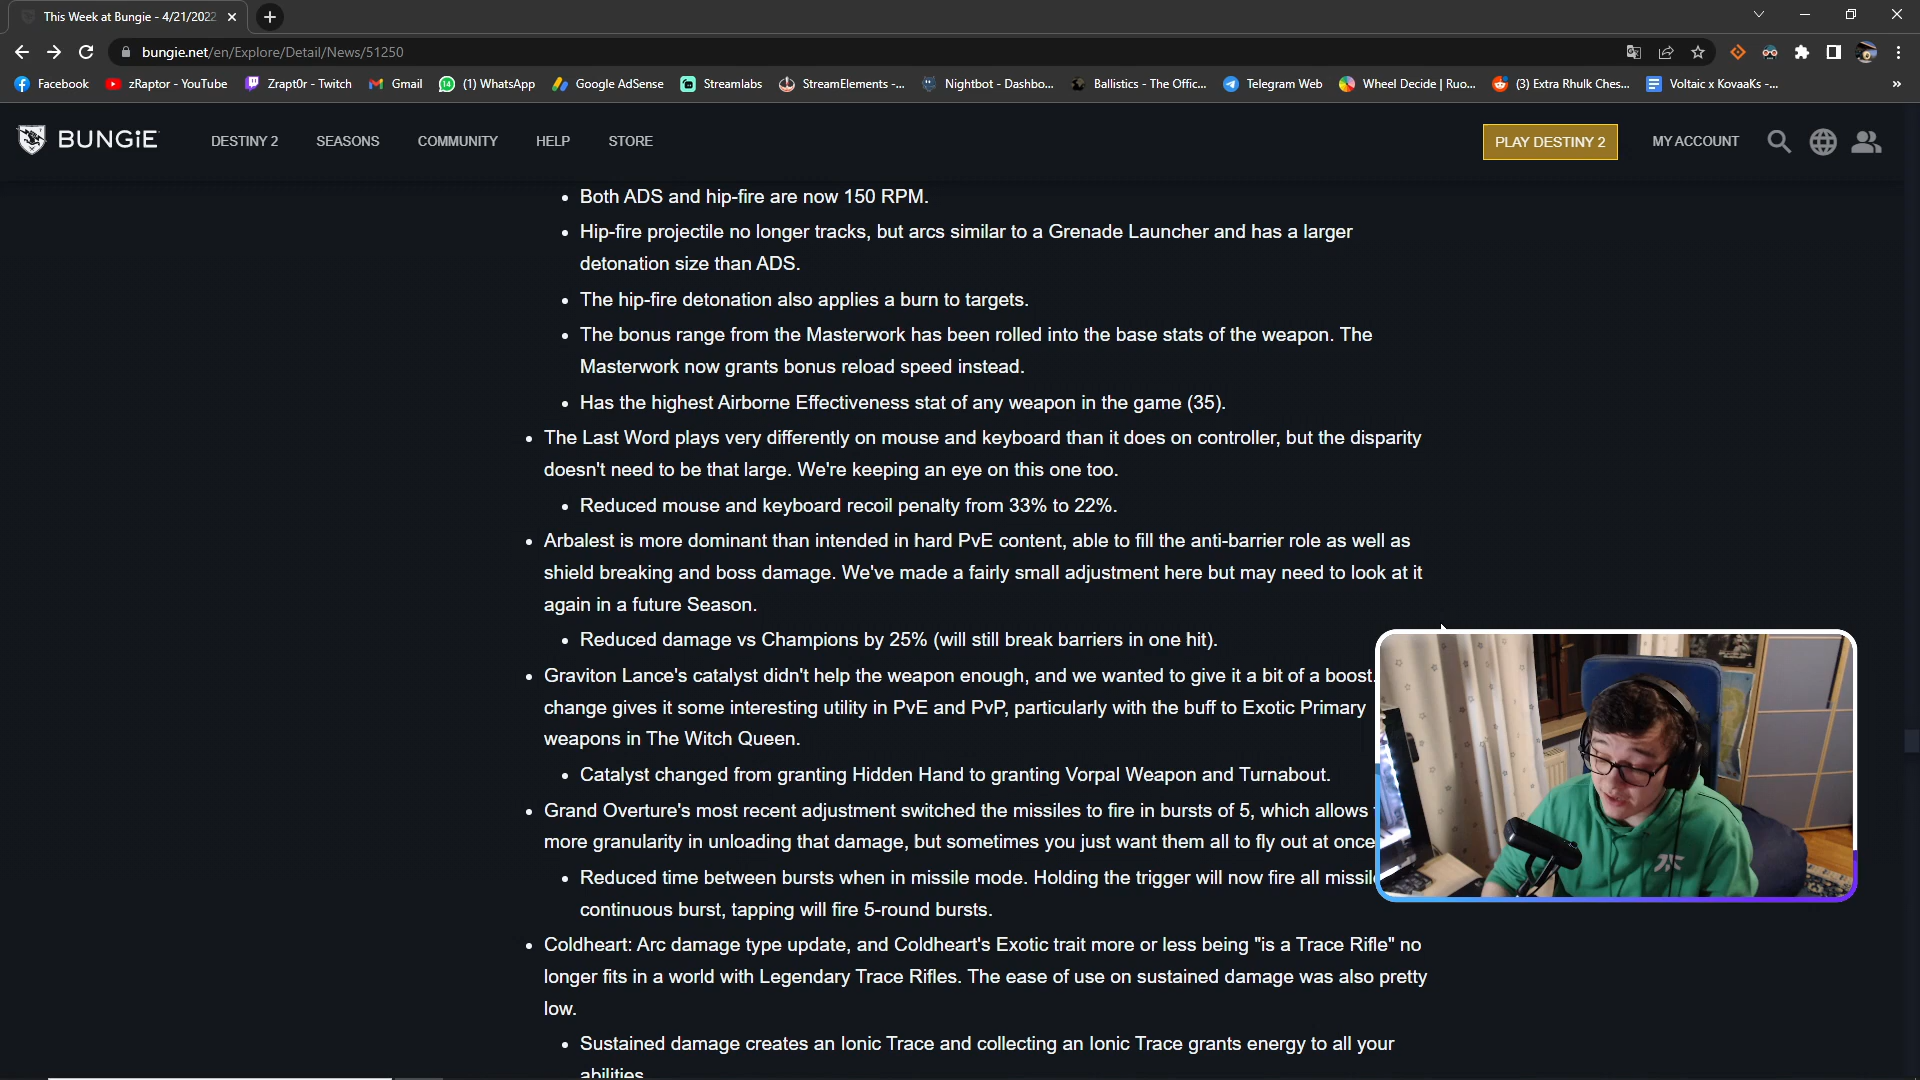 This Week at Bungie - 4/21/2022
bungie.net/en/Explore/Detail/News/51250
Facebook
zRaptor - YouTube
Zrapt0r - Twitch
Gmail
(1) WhatsApp
Google AdSense
Streamlabs
StreamElements -...
Nightbot - Dashbo...
Ballistics - The Offic...
Telegram Web
Wheel Decide | Ruo...
(3) Extra Rhulk Ches...
Voltaic x KovaaKs -...
»
BUNGiE
DESTINY 2
SEASONS
COMMUNITY
HELP
STORE
PLAY DESTINY 2
MY ACCOUNT
• Both ADS and hip-fire are now 150 RPM.
• Hip-fire projectile no longer tracks, but arcs similar to a Grenade Launcher and has a larger
detonation size than ADS.
• The hip-fire detonation also applies a burn to targets.
• The bonus range from the Masterwork has been rolled into the base stats of the weapon. The
Masterwork now grants bonus reload speed instead.
• Has the highest Airborne Effectiveness stat of any weapon in the game (35).
• The Last Word plays very differently on mouse and keyboard than it does on controller, but the disparity
doesn't need to be that large. We're keeping an eye on this one too.
• Reduced mouse and keyboard recoil penalty from 33% to 22%.
• Arbalest is more dominant than intended in hard PvE content, able to fill the anti-barrier role as well as
shield breaking and boss damage. We've made a fairly small adjustment here but may need to look at it
again in a future Season.
• Reduced damage vs Champions by 25% (will still break barriers in one hit).
• Graviton Lance's catalyst didn't help the weapon enough, and we wanted to give it a bit of a boost.
change gives it some interesting utility in PvE and PvP, particularly with the buff to Exotic Primary
weapons in The Witch Queen.
• Catalyst changed from granting Hidden Hand to granting Vorpal Weapon and Turnabout.
• Grand Overture's most recent adjustment switched the missiles to fire in bursts of 5, which allows
more granularity in unloading that damage, but sometimes you just want them all to fly out at once
• Reduced time between bursts when in missile mode. Holding the trigger will now fire all
continuous burst, tapping will fire 5-round bursts.
• Coldheart: Arc damage type update, and Coldheart's Exotic trait more or less being "is a Trace Rifle" no
longer fits in a world with Legendary Trace Rifles. The ease of use on sustained damage was also pretty
low.
• Sustained damage creates an Ionic Trace and collecting an Ionic Trace grants energy to all your
abilities.